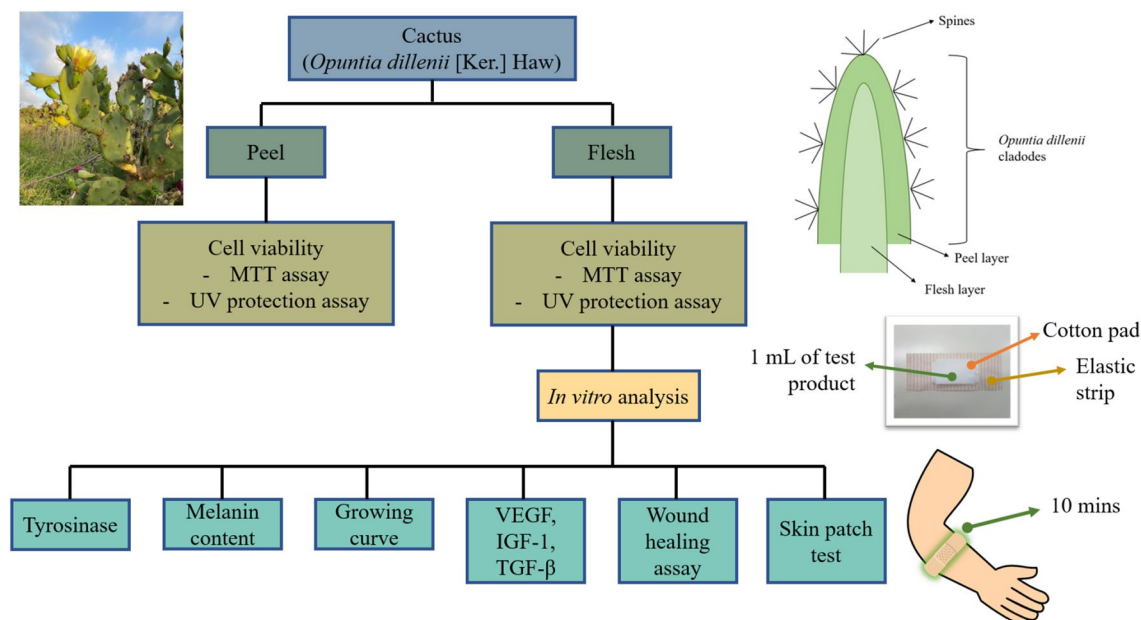 Cactus
(Opuntia dillenii [Ker.] Haw)
Peel
Flesh
Cell viability
- MTT assay
- UV protection assay
Cell viability
- MTT assay
- UV protection assay
In vitro analysis
Tyrosinase
Melanin
content
Growing
curve
VEGF,
IGF-1,
TGF-β
Wound
healing
assay
Skin patch
test
Spines
Opuntia dillenii
cladodes
Peel layer
Flesh layer
Cotton pad
1 mL of test
product
Elastic
strip
10 mins